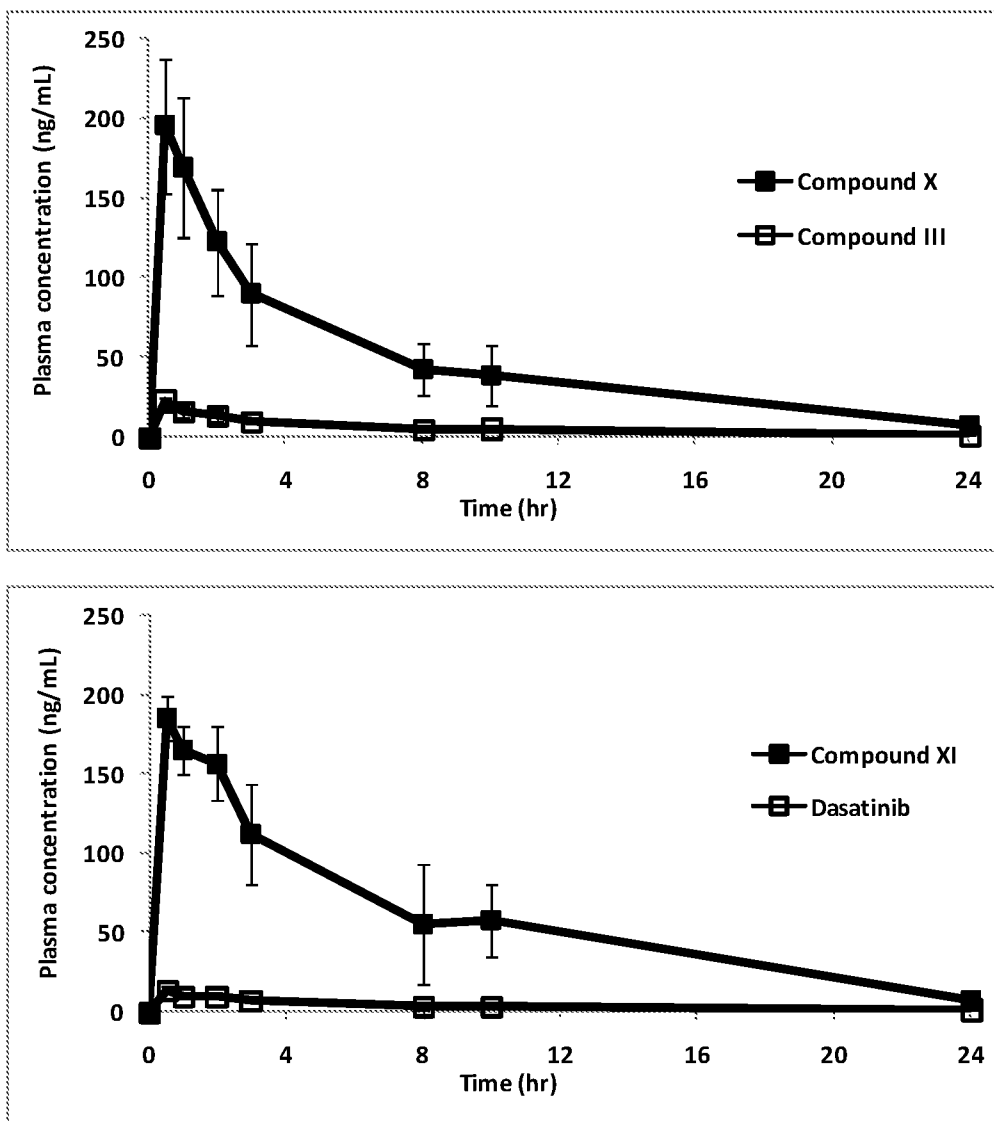 Plasma concentration (ng/mL)
250
200
150
100
50
0
Compound X
Compound III
0 4 8 12 16 20 24
Time (hr)
Plasma concentration (ng/mL)
250
200
150
100
50
0
Compound XI
Dasatinib
0 4 8 12 16 20 24
Time (hr)